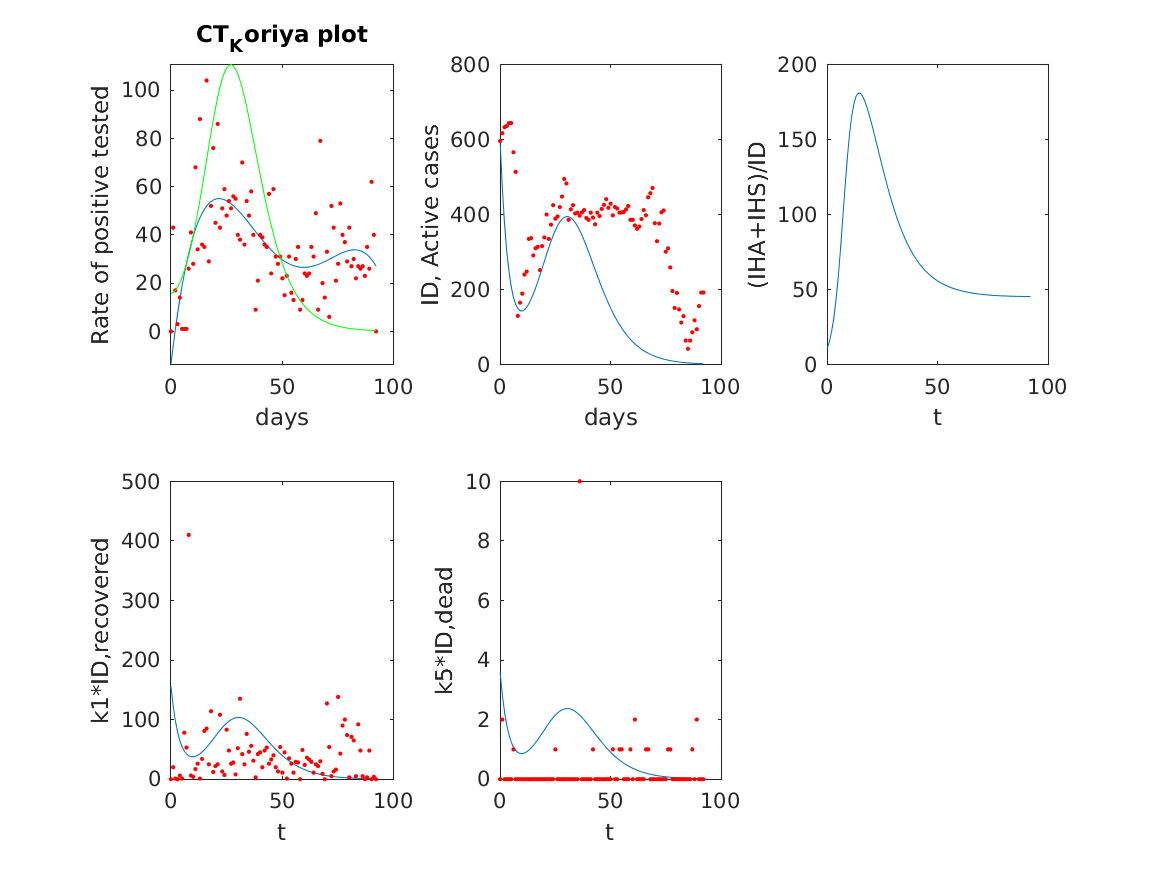 CT_Koriya plot
Rate of positive tested
100
80
60
40
20
0
0 50 100
days
ID, Active cases
800
600
400
200
0
0 50 100
days
(IHA+IHS)/ID
200
150
100
50
0
0 50 100
t
k1*ID,recovered
500
400
300
200
100
0
0 50 100
t
k5*ID,dead
10
8
6
4
2
0
0 50 100
t